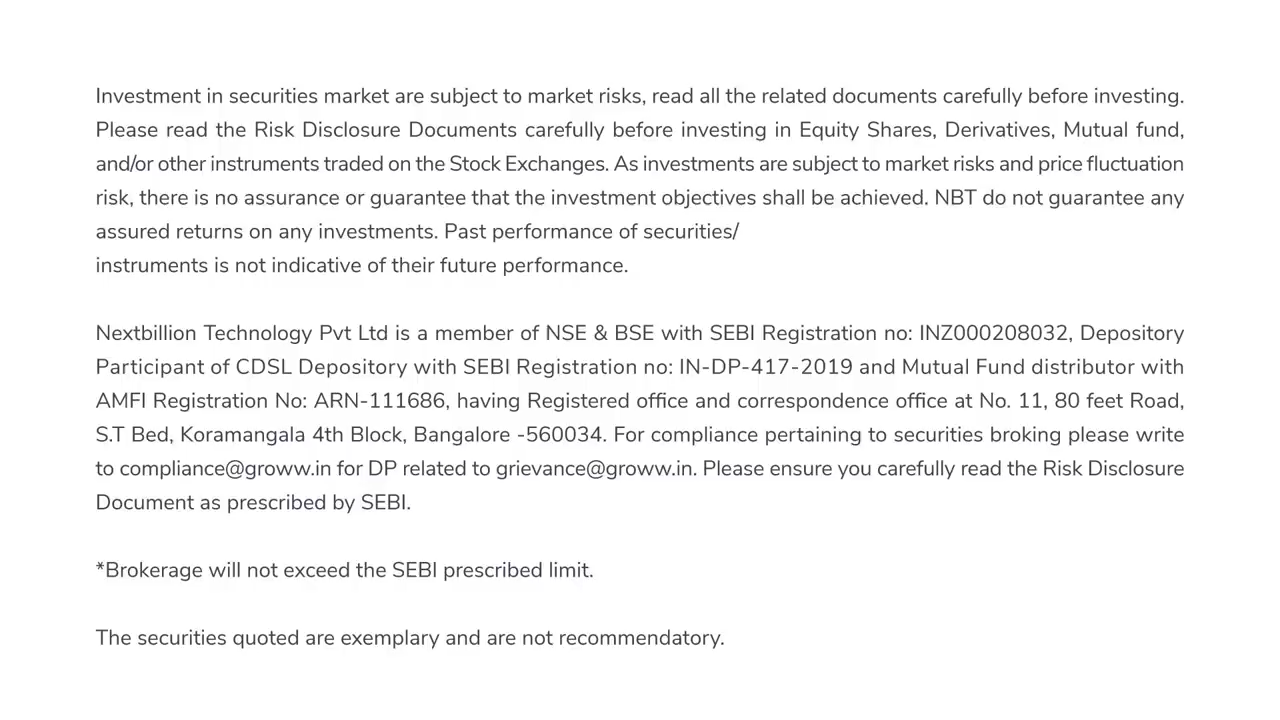 Investment in securities market are subject to market risks, read all the related documents carefully before investing.
Please read the Risk Disclosure Documents carefully before investing in Equity Shares, Derivatives, Mutual fund,
and/or other instruments traded on the Stock Exchanges. As investments are subject to market risks and price fluctuation
risk, there is no assurance or guarantee that the investment objectives shall be achieved. NBT do not guarantee any
assured returns on any investments. Past performance of securities/
instruments is not indicative of their future performance.
Nextbillion Technology Pvt Ltd is a member of NSE & BSE with SEBI Registration no: INZ000208032, Depository
Participant of CDSL Depository with SEBI Registration no: IN-DP-417-2019 and Mutual Fund distributor with
AMFI Registration No: ARN-111686, having Registered office and correspondence office at No. 11, 80 feet Road,
S.T Bed, Koramangala 4th Block, Bangalore -560034. For compliance pertaining to securities broking please write
to compliance@groww.in for DP related to grievance@groww.in. Please ensure you carefully read the Risk Disclosure
Document as prescribed by SEBI.
*Brokerage will not exceed the SEBI prescribed limit.
The securities quoted are exemplary and are not recommendatory.